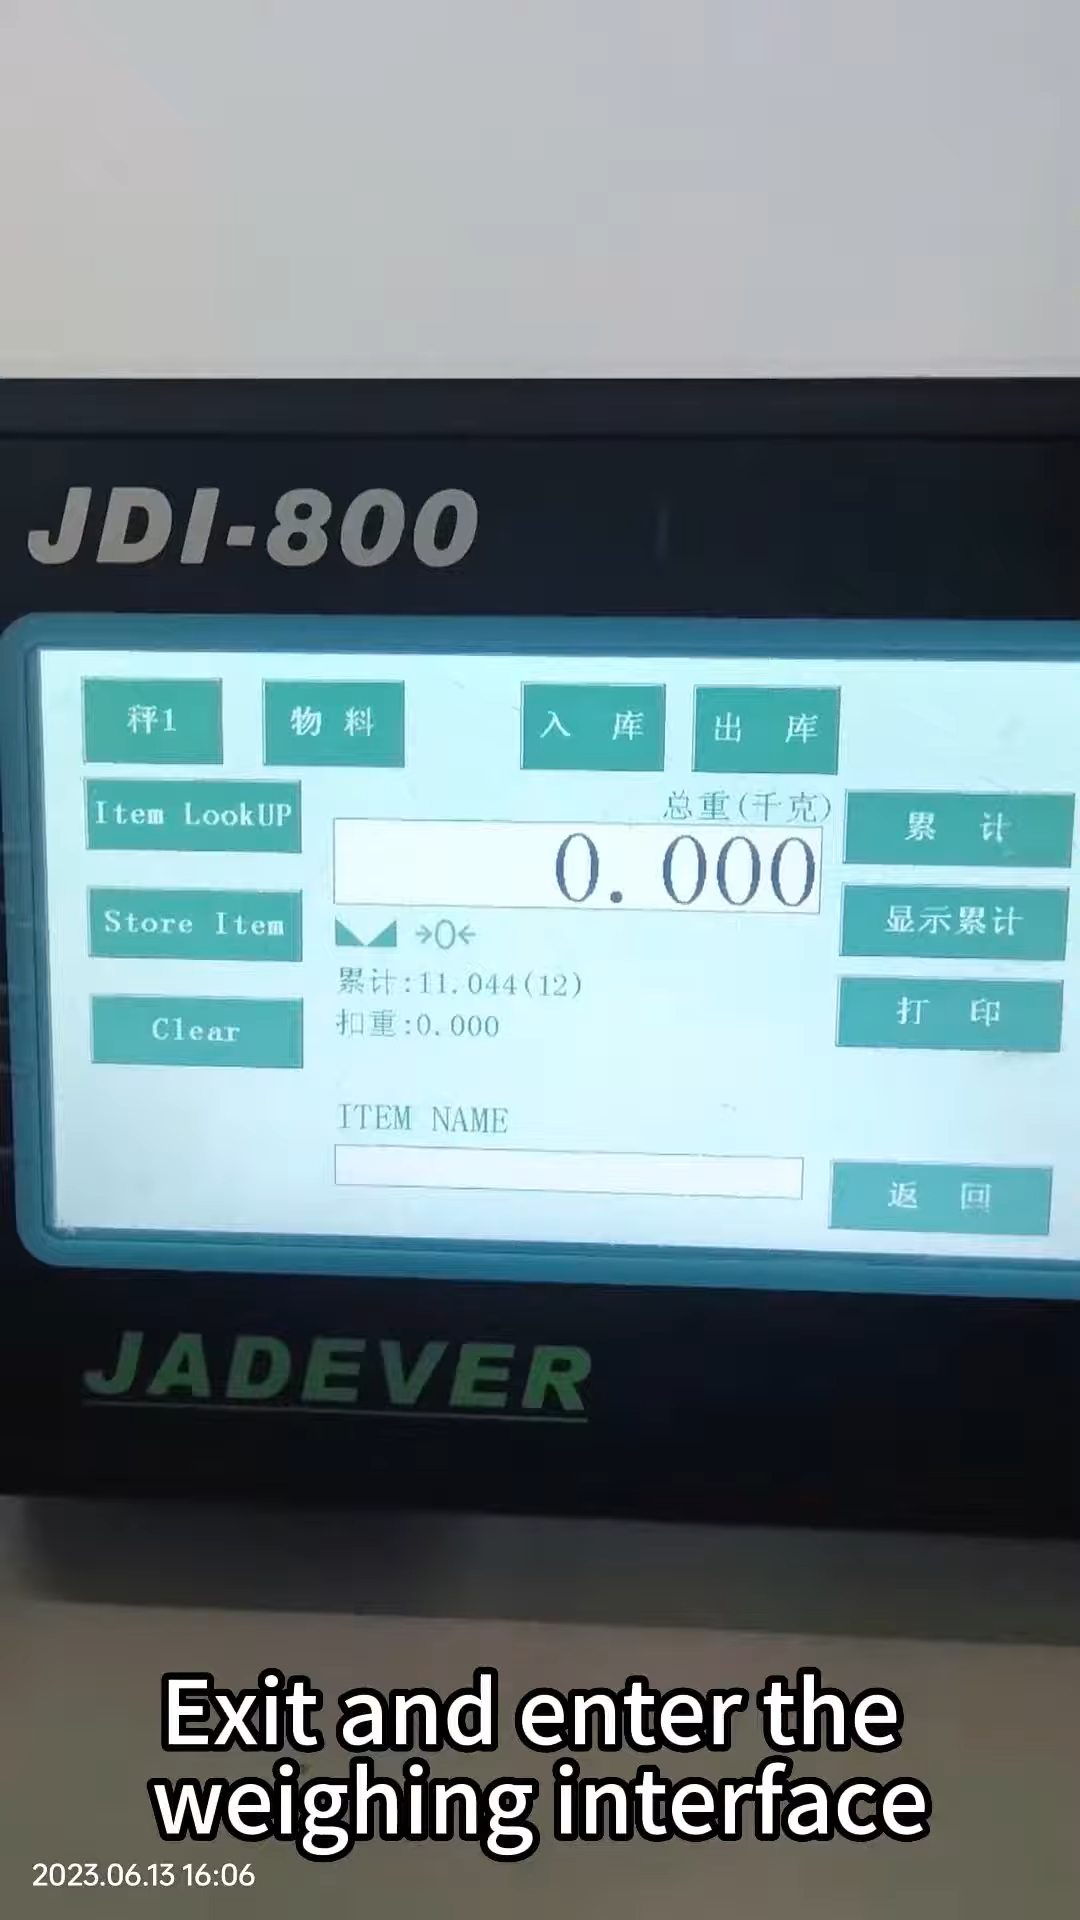 JDI-800
秤1
物 料
入 库
出 库
Item LookUP
总重(千克)
累 计
0.000
Store Item
显示累计
→0←
累计:11.044(12)
扣重:0.000
Clear
打 印
ITEM NAME
返 回
JADEVER
Exit and enter the
weighing interface
2023.06.13 16:06